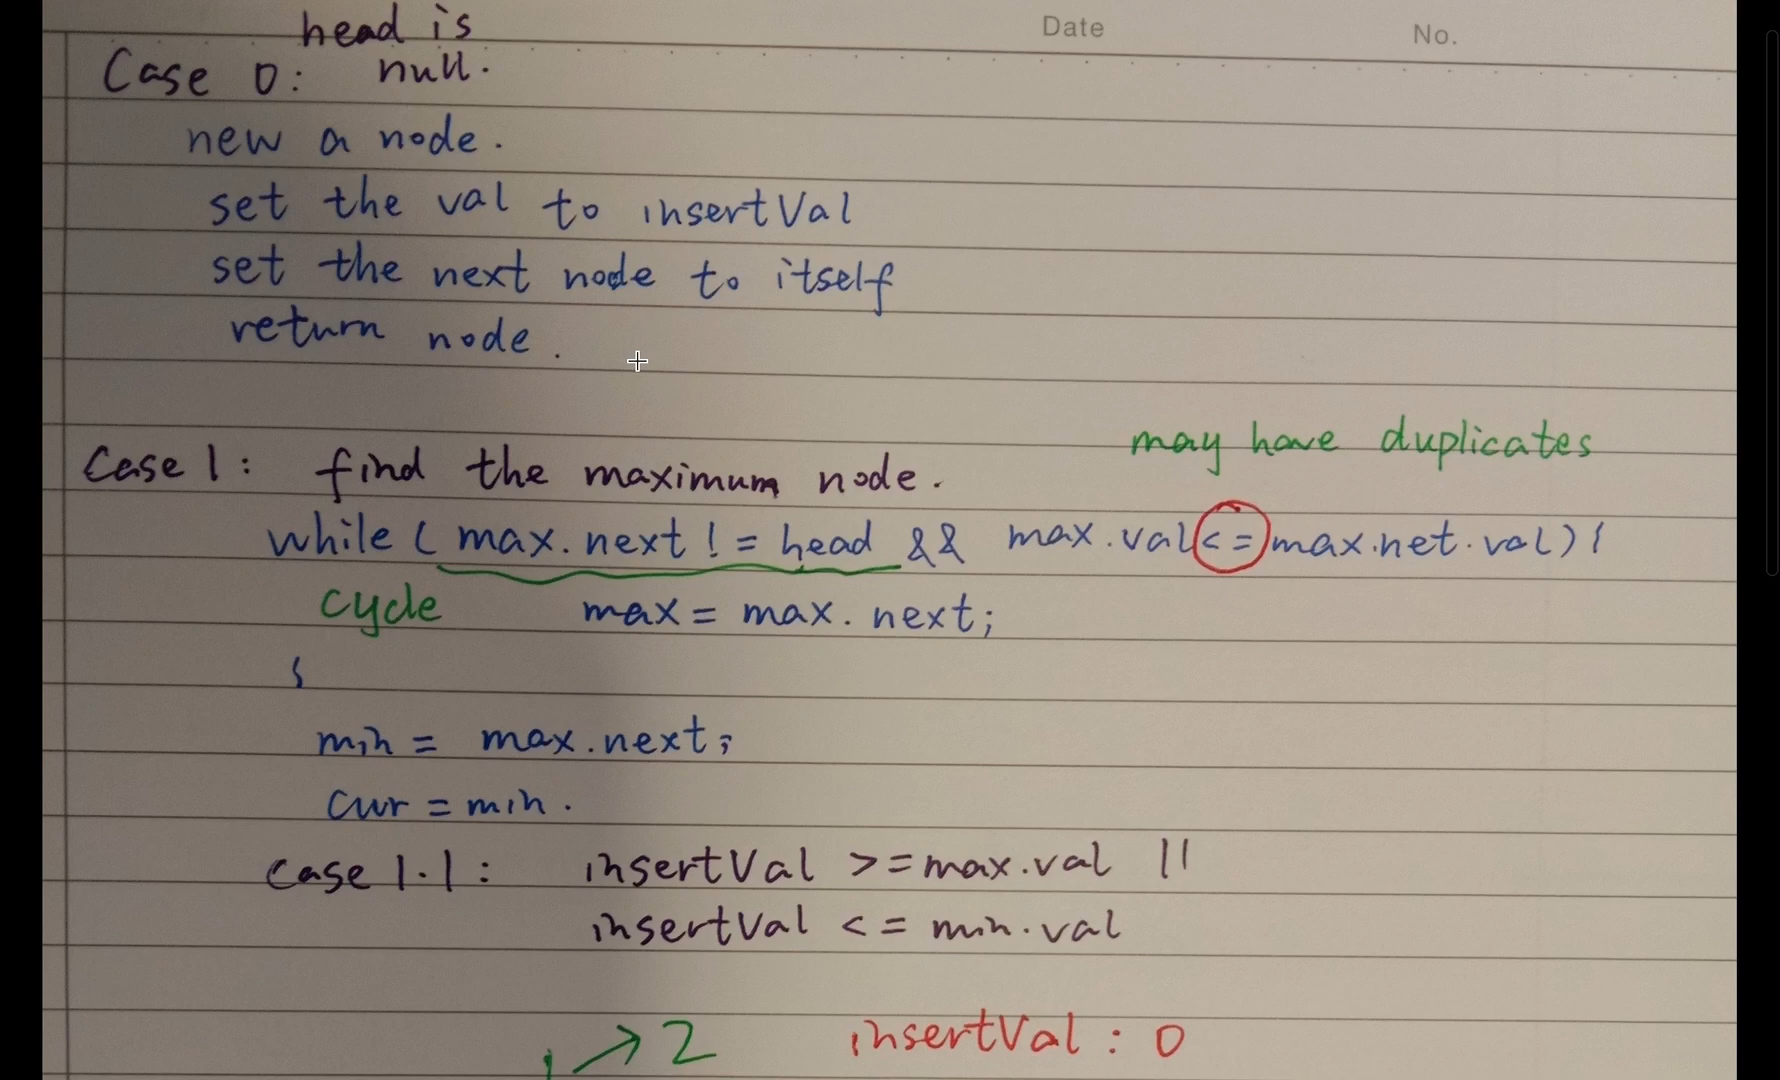 Date No.
head is
Case 0: null.
new a node.
set the val to insertVal
set the next node to itself
return node.
may have duplicates
Case 1: find the maximum node.
while ( max.next != head && max.val <= max.net.val) {
cycle max = max.next;
}
min = max.next;
cur = min.
Case 1.1: insertVal >= max.val ||
insertVal <= min.val
1 → 2 insertVal : 0